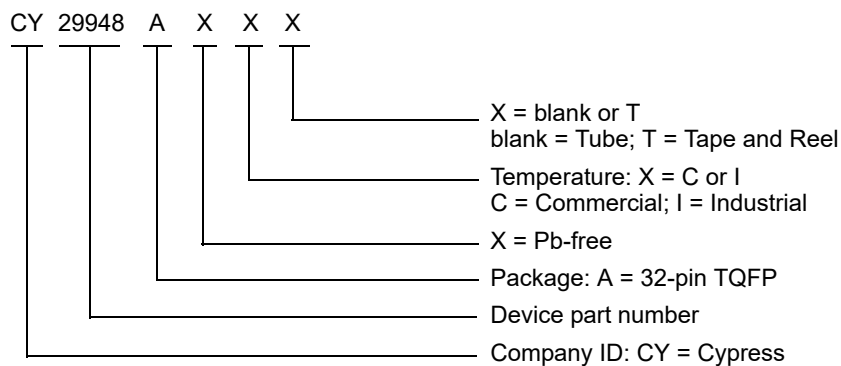 CY 29948 A X X X
X = blank or T
blank = Tube; T = Tape and Reel
Temperature: X = C or I
C = Commercial; I = Industrial
X = Pb-free
Package: A = 32-pin TQFP
Device part number
Company ID: CY = Cypress